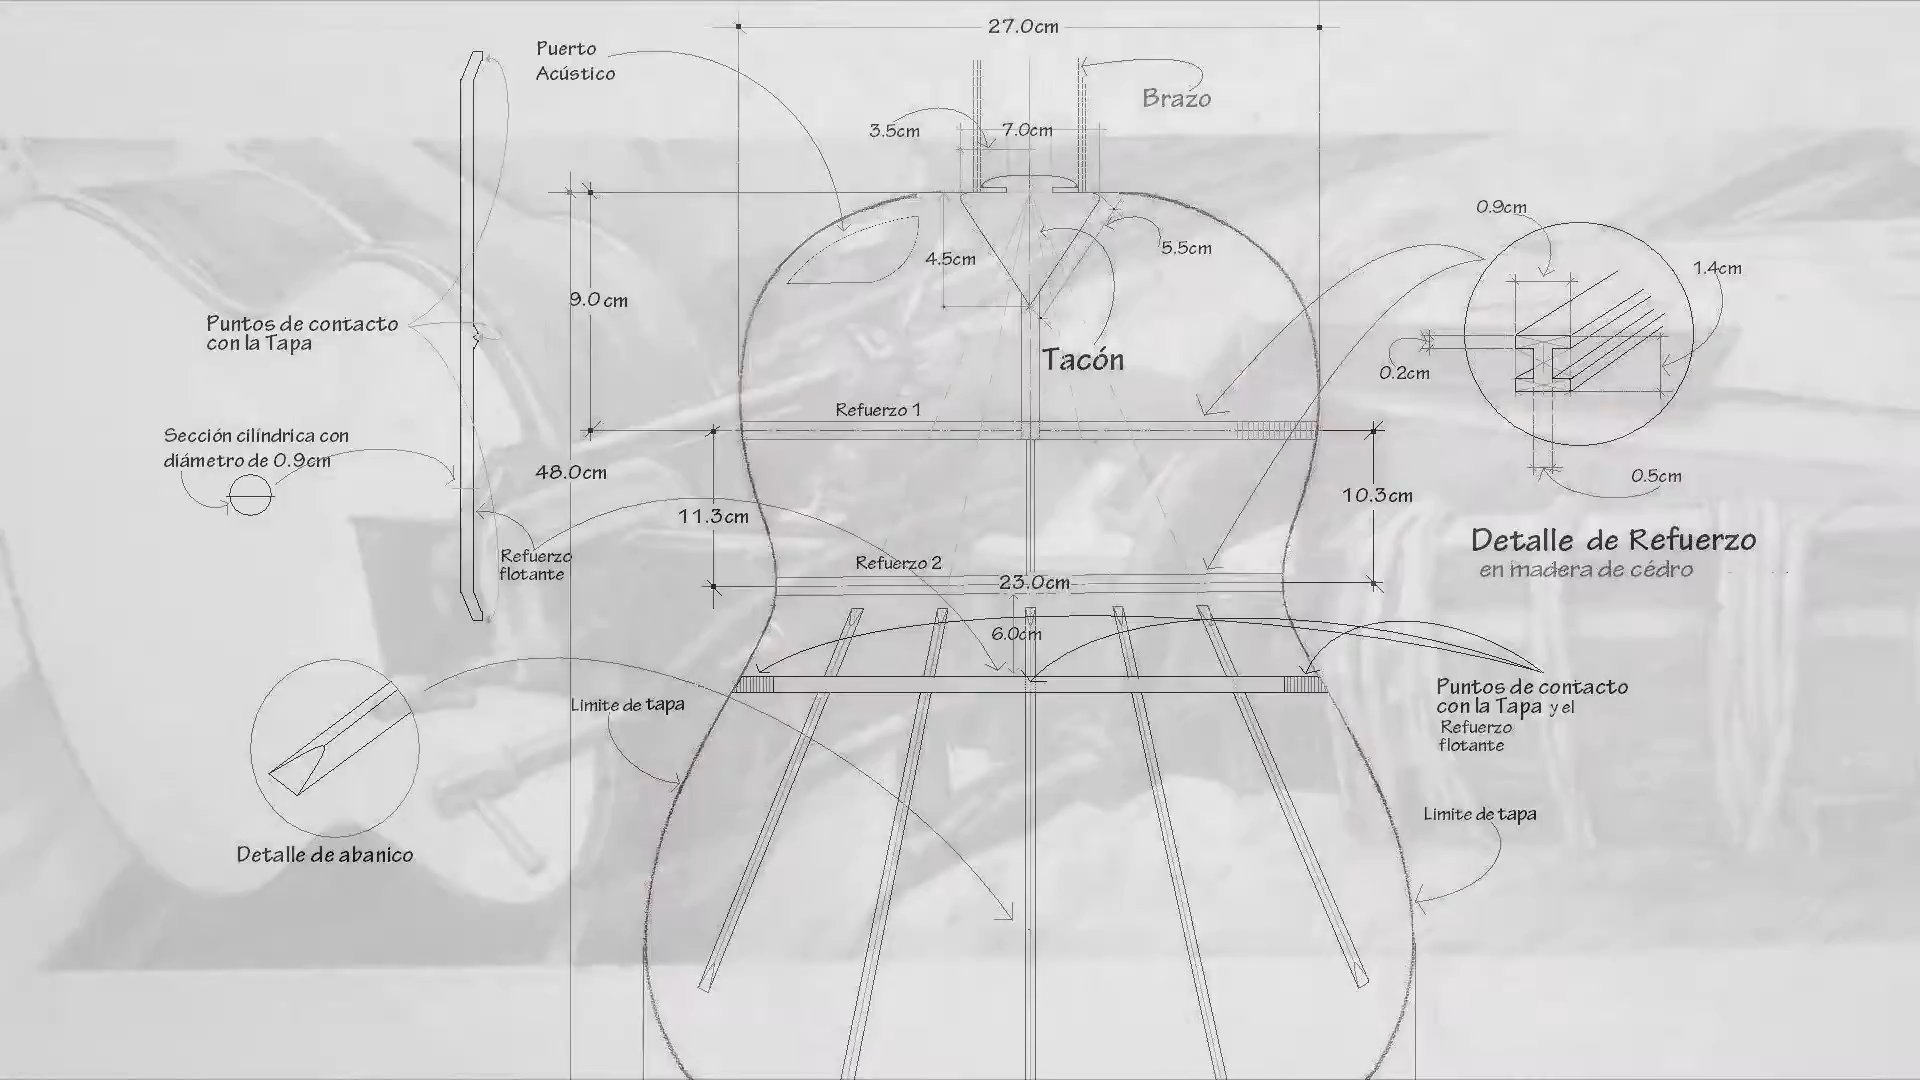 27.0cm
Puerto
Acústico
Brazo
3.5cm
7.0cm
0.9cm
5.5cm
4.5cm
1.4cm
9.0cm
Puntos de contacto
con la Tapa
Tacón
0.2cm
Refuerzo 1
Sección cilíndrica con
diámetro de 0.9cm
48.0cm
0.5cm
10.3cm
11.3cm
Detalle de Refuerzo
en madera de cédro
Refuerzo
flotante
Refuerzo 2
23.0cm
6.0cm
Puntos de contacto
con la Tapa y el
Refuerzo
flotante
Limite de tapa
Limite de tapa
Detalle de abanico